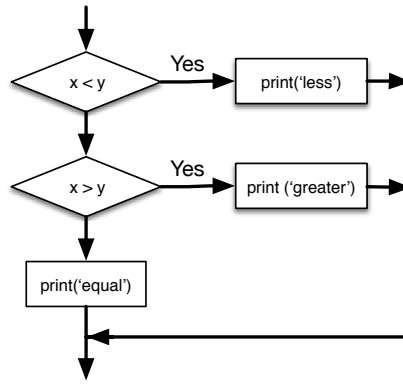 Yes
x < y
print(‘less’)
Yes
x > y
print (‘greater’)
print(‘equal’)